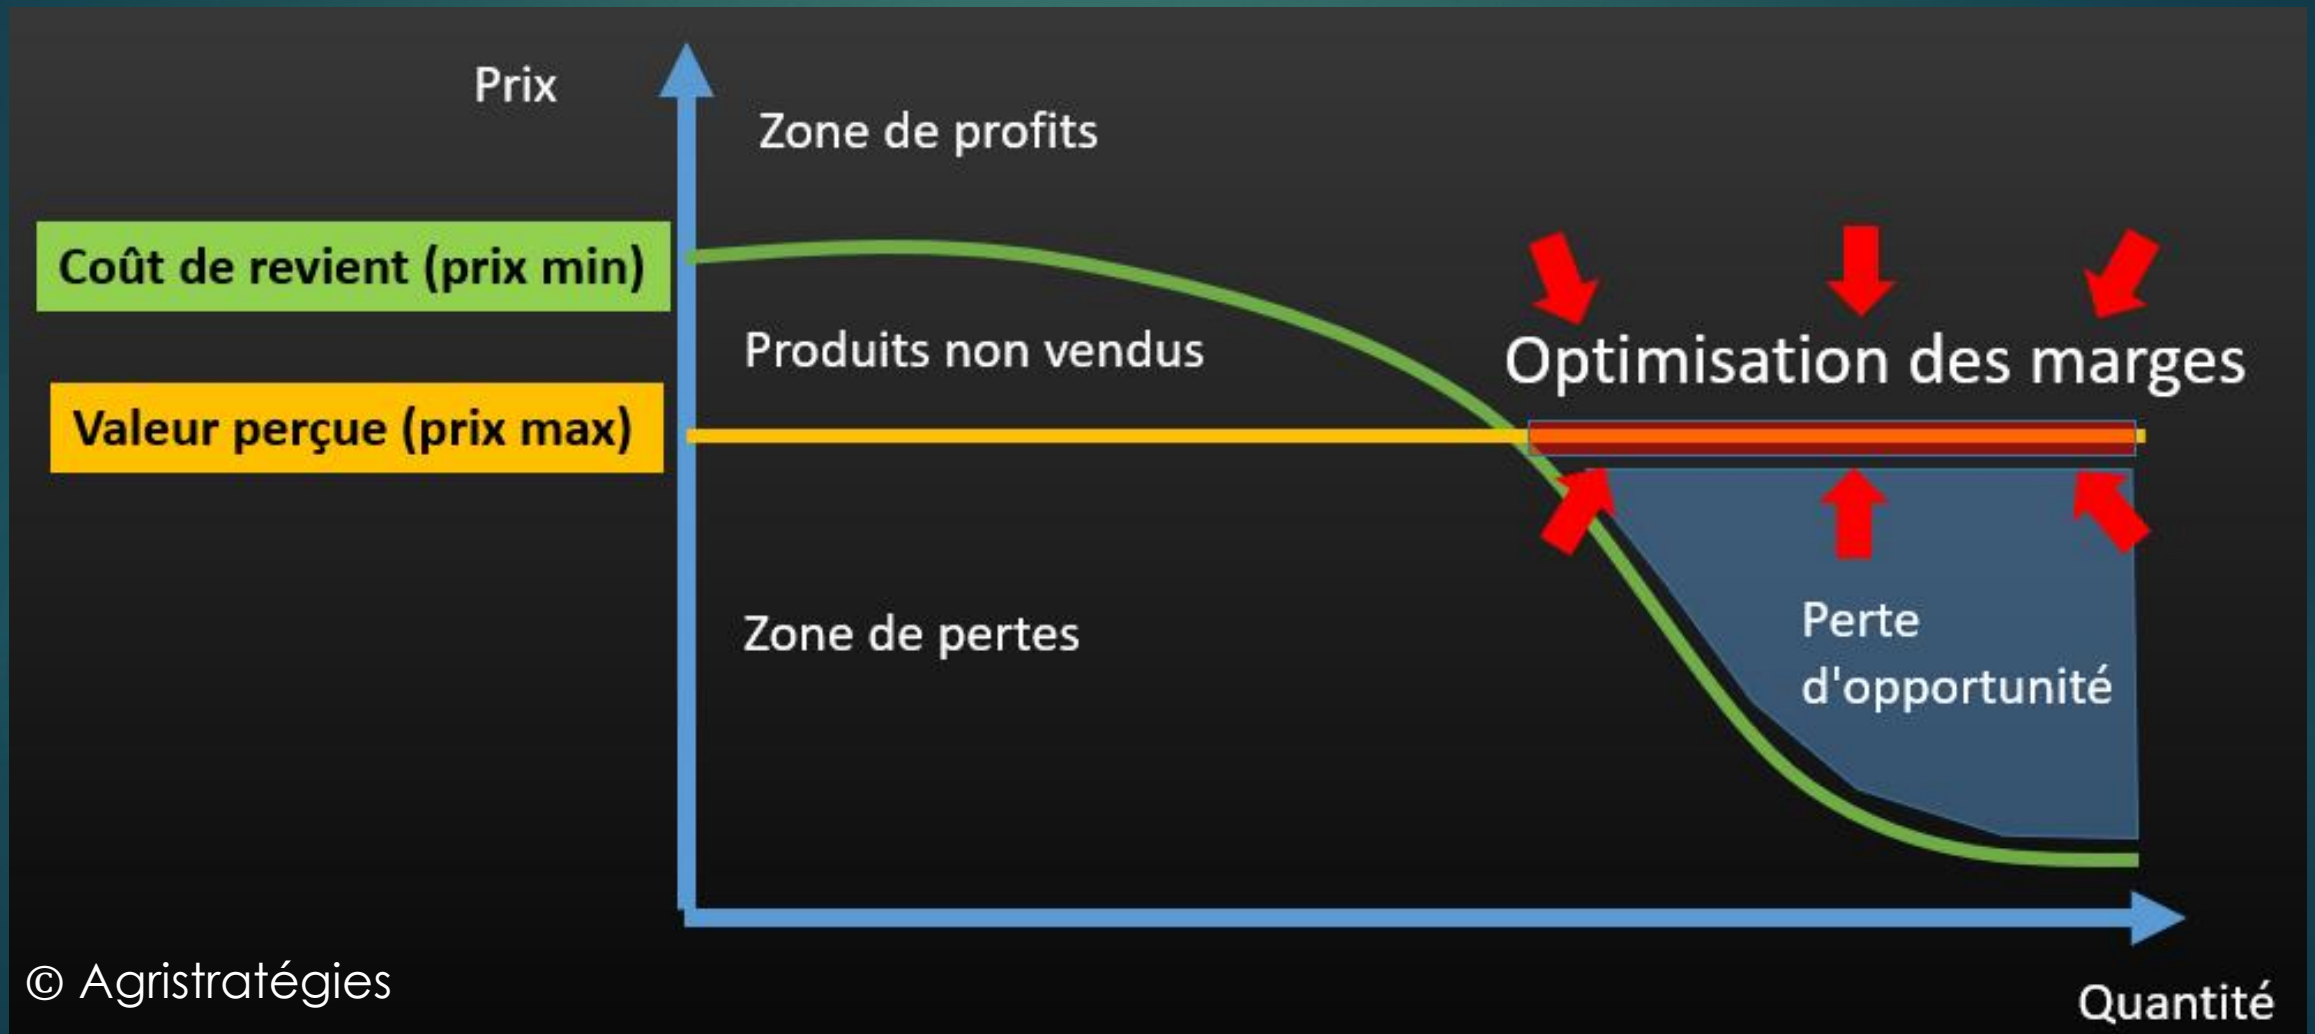 Prix
Zone de profits
Coût de revient (prix min)
Produits non vendus
Optimisation des marges
Valeur perçue (prix max)
Zone de pertes
Perte
d'opportunité
© Agristratégies
Quantité